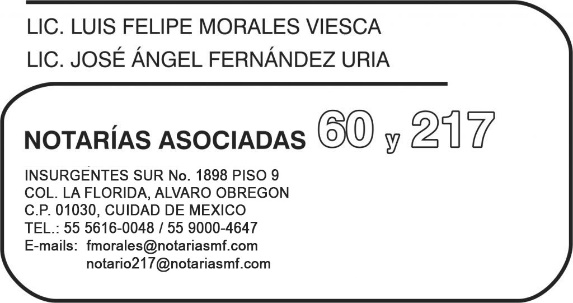 LIC. LUIS FELIPE MORALES VIESCA
LIC. JOSÉ ÁNGEL FERNÁNDEZ URIA
NOTARÍAS ASOCIADAS 60 y 217
INSURGENTES SUR No. 1898 PISO 9
COL. LA FLORIDA, ALVARO OBREGON
C.P. 01030, CUIDAD DE MEXICO
TEL.: 55 5616-0048 / 55 9000-4647
E-mails: fmorales@notariasmf.com
notario217@notariasmf.com